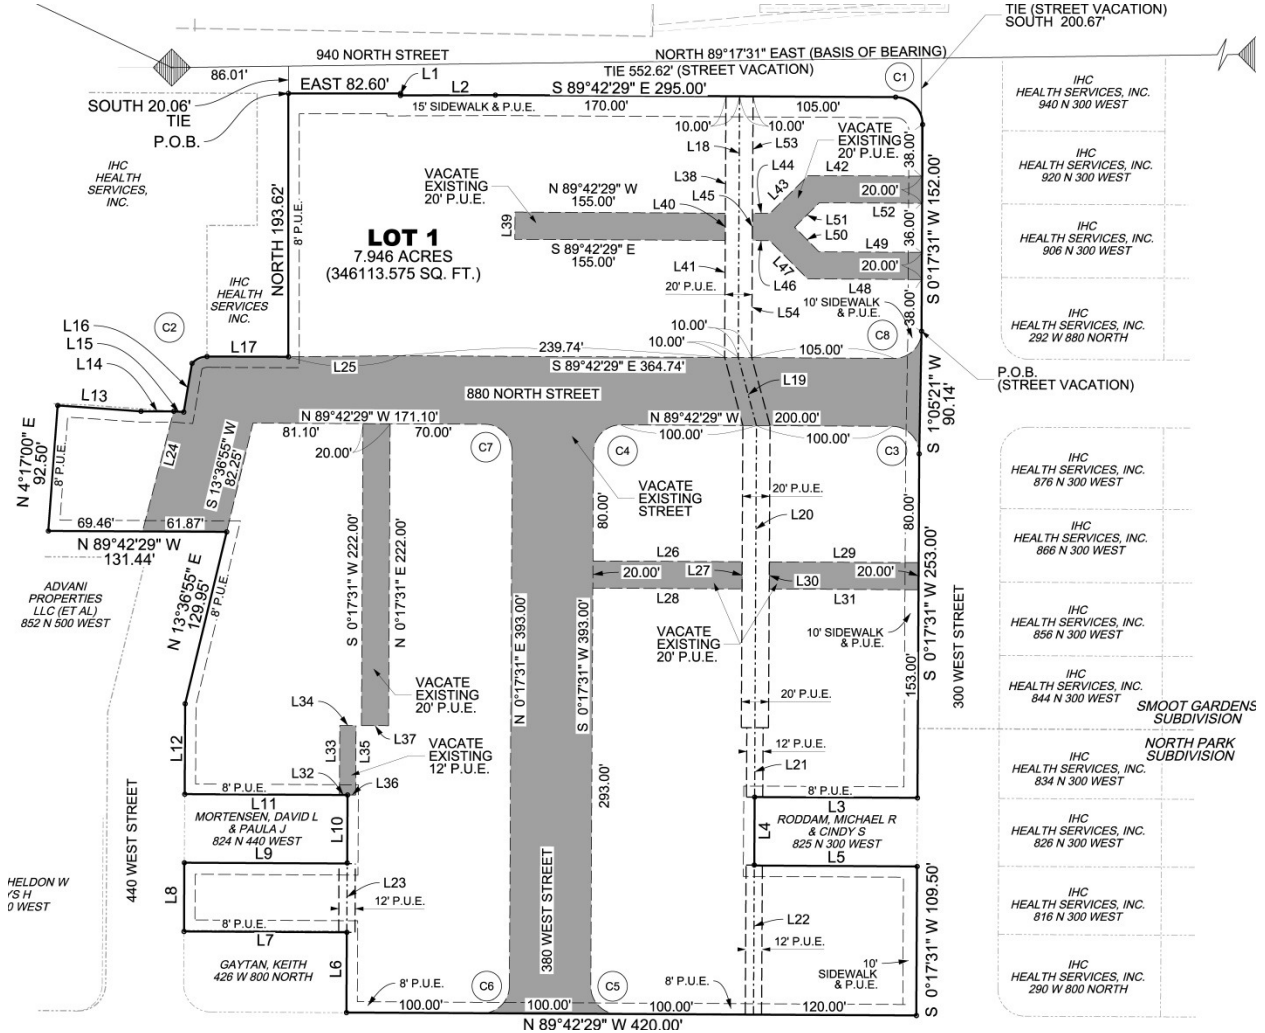 TIE (STREET VACATION)
SOUTH 200.67'
940 NORTH STREET
NORTH 89°17'31" EAST (BASIS OF BEARING)
86.01'
TIE 552.62' (STREET VACATION)
C1
EAST 82.60'
L1
L2
S 89°42'29" E 295.00'
SOUTH 20.06'
TIE
P.O.B.
15' SIDEWALK & P.U.E.
170.00'
105.00'
10.00'
10.00'
L18
L53
VACATE
EXISTING
20' P.U.E.
38.00'
IHC
HEALTH
SERVICES,
INC.
NORTH 193.62'
8' P.U.E.
VACATE
EXISTING
20' P.U.E.
N 89°42'29" W
155.00'
L38
L44
L43
L42
L40
L45
20.00'
L52
L39
L51
L50
36.00'
S 0°17'31" W 152.00'
LOT 1
7.946 ACRES
(346113.575 SQ. FT.)
S 89°42'29" E
155.00'
L49
L41
L47
L46
20.00'
L48
20' P.U.E.
10' SIDEWALK
& P.U.E.
38.00'
L54
IHC
HEALTH
SERVICES
INC.
C2
L16
L15
L14
L17
10.00'
10.00'
C8
239.74'
105.00'
L25
S 89°42'29" E 364.74'
P.O.B.
(STREET VACATION)
L13
L19
880 NORTH STREET
S 1°05'21" W
90.14'
N 4°17'00" E
92.50'
8' P.U.E.
L24
S 13°36'55" W
82.25'
N 89°42'29" W 171.10'
81.10'
70.00'
20.00'
C7
C4
N 89°42'29" W
200.00'
100.00'
100.00'
C3
VACATE
EXISTING
STREET
20' P.U.E.
L20
80.00'
80.00'
69.46'
61.87'
N 89°42'29" W
131.44'
S 0°17'31" W 222.00'
N 0°17'31" E 222.00'
L26
L29
20.00'
L27
L30
20.00'
L28
L31
ADVANI
PROPERTIES
LLC (ET AL)
852 N 500 WEST
N 13°36'55" E
129.95'
8' P.U.E.
N 0°17'31" E 393.00'
S 0°17'31" W 393.00'
VACATE
EXISTING
20' P.U.E.
10' SIDEWALK
& P.U.E.
S 0°17'31" W 253.00'
300 WEST STREET
VACATE
EXISTING
20' P.U.E.
L34
L37
20' P.U.E.
153.00'
L12
L33
L35
VACATE
EXISTING
12' P.U.E.
12' P.U.E.
L21
L32
L36
293.00'
8' P.U.E.
L11
8' P.U.E.
L3
MORTENSEN, DAVID L
& PAULA J
824 N 440 WEST
L10
L4
RODDAM, MICHAEL R
& CINDY S
825 N 300 WEST
440 WEST STREET
L9
L5
L8
L23
12' P.U.E.
380 WEST STREET
L22
8' P.U.E.
L7
12' P.U.E.
GAYTAN, KEITH
426 W 800 NORTH
L6
8' P.U.E.
C6
C5
8' P.U.E.
10'
SIDEWALK
& P.U.E.
S 0°17'31" W 109.50'
100.00'
100.00'
100.00'
120.00'
N 89°42'29" W 420.00'
HELDON W
YS H
0 WEST
IHC
HEALTH SERVICES, INC.
940 N 300 WEST
IHC
HEALTH SERVICES, INC.
920 N 300 WEST
IHC
HEALTH SERVICES, INC.
906 N 300 WEST
IHC
HEALTH SERVICES, INC.
292 W 880 NORTH
IHC
HEALTH SERVICES, INC.
876 N 300 WEST
IHC
HEALTH SERVICES, INC.
866 N 300 WEST
IHC
HEALTH SERVICES, INC.
856 N 300 WEST
IHC
HEALTH SERVICES, INC.
844 N 300 WEST
SMOOT GARDENS
SUBDIVISION
NORTH PARK
SUBDIVISION
IHC
HEALTH SERVICES, INC.
834 N 300 WEST
IHC
HEALTH SERVICES, INC.
826 N 300 WEST
IHC
HEALTH SERVICES, INC.
816 N 300 WEST
IHC
HEALTH SERVICES, INC.
290 W 800 NORTH